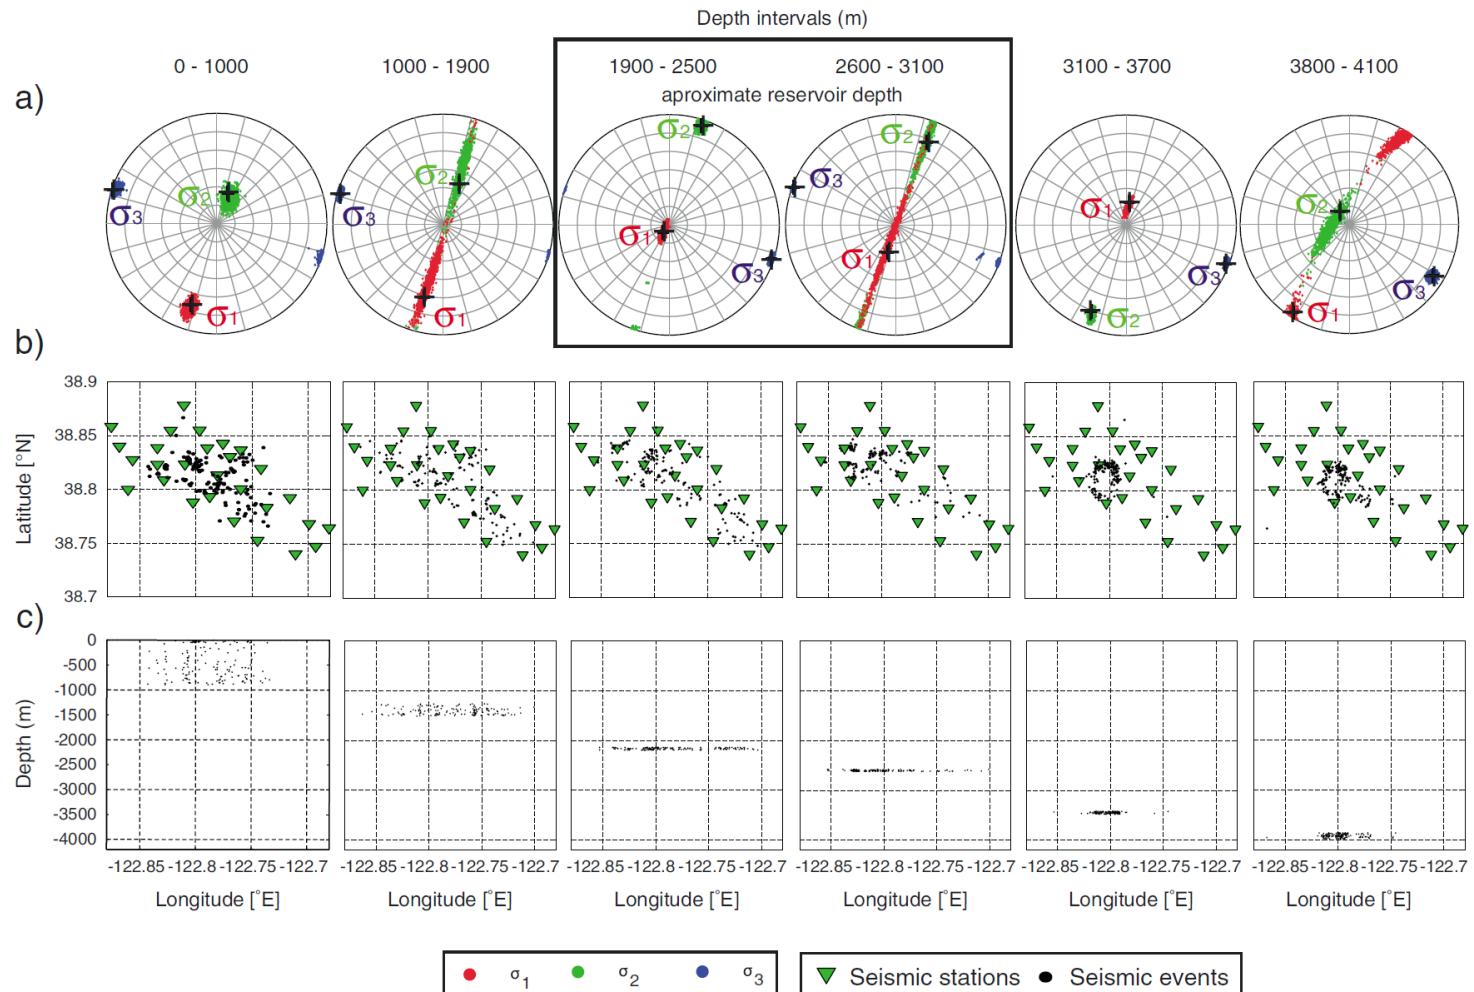 Depth intervals (m)
0 - 1000 1000 - 1900 1900 - 2500 2600 - 3100 3100 - 3700 3800 - 4100
aproximate reservoir depth
a)
σ3 σ2 σ1
σ3 σ2 σ1
σ2 σ1 σ3
σ3 σ2 σ1
σ1 σ3 σ2
σ2 σ3 σ1
b)
38.9
38.85
38.8
38.75
38.7
Latitude [°N]
c)
0
-500
-1000
-1500
-2000
-2500
-3000
-3500
-4000
Depth (m)
-122.85 -122.8 -122.75 -122.7 -122.85 -122.8 -122.75 -122.7 -122.85 -122.8 -122.75 -122.7 -122.85 -122.8 -122.75 -122.7 -122.85 -122.8 -122.75 -122.7 -122.85 -122.8 -122.75 -122.7
Longitude [°E] Longitude [°E] Longitude [°E] Longitude [°E] Longitude [°E] Longitude [°E]
σ1 σ2 σ3 Seismic stations Seismic events